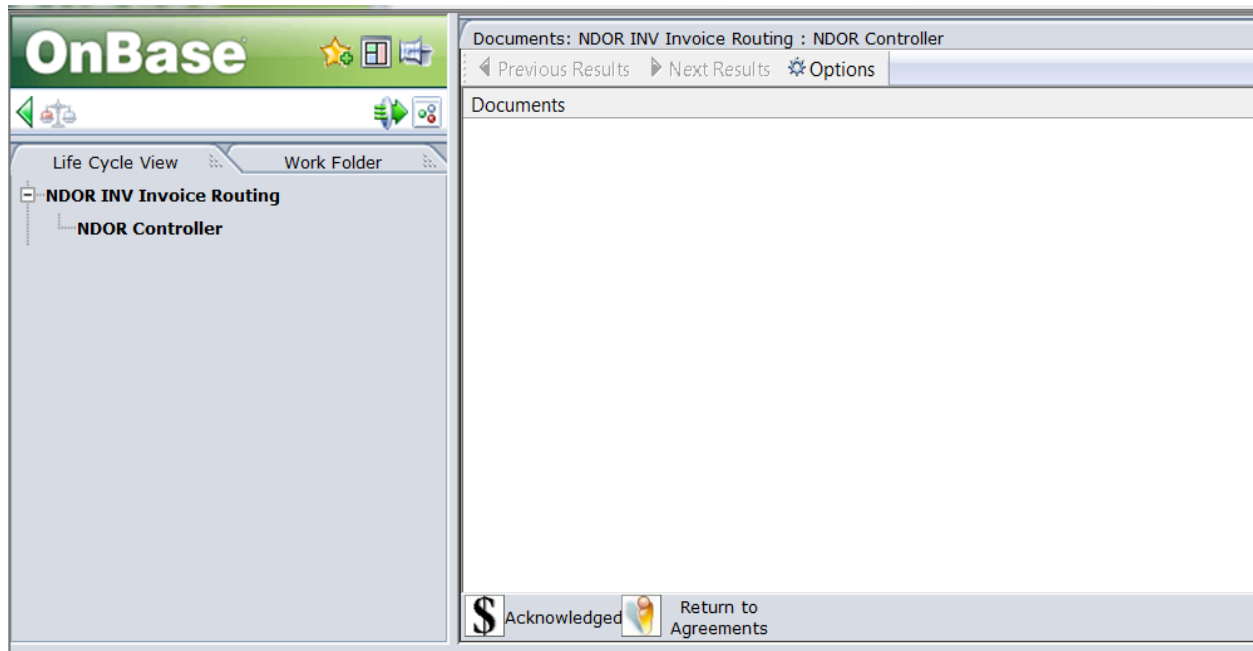 OnBase
Life Cycle View
Work Folder
NDOR INV Invoice Routing
NDOR Controller
Documents: NDOR INV Invoice Routing : NDOR Controller
Previous Results Next Results Options
Documents
$ Acknowledged
Return to
Agreements